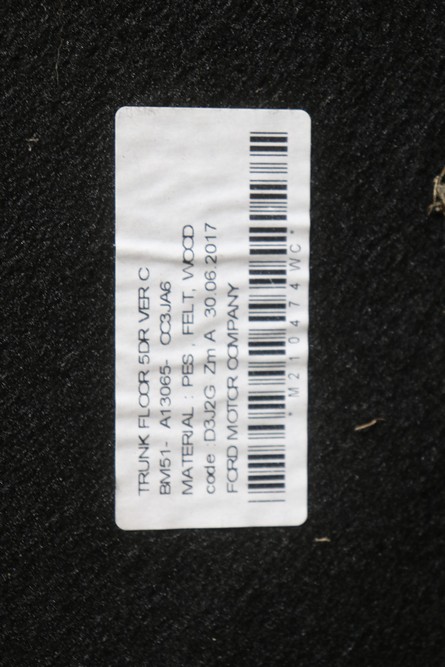 TRUNK FLOOR 5DR VER C
BM51- A13065- CC3JA6
MATERIAL : PES , FELT, WOOD
code :D3J2G Zm A 30.06.2017
FORD MOTOR COMPANY
*M210474WC*